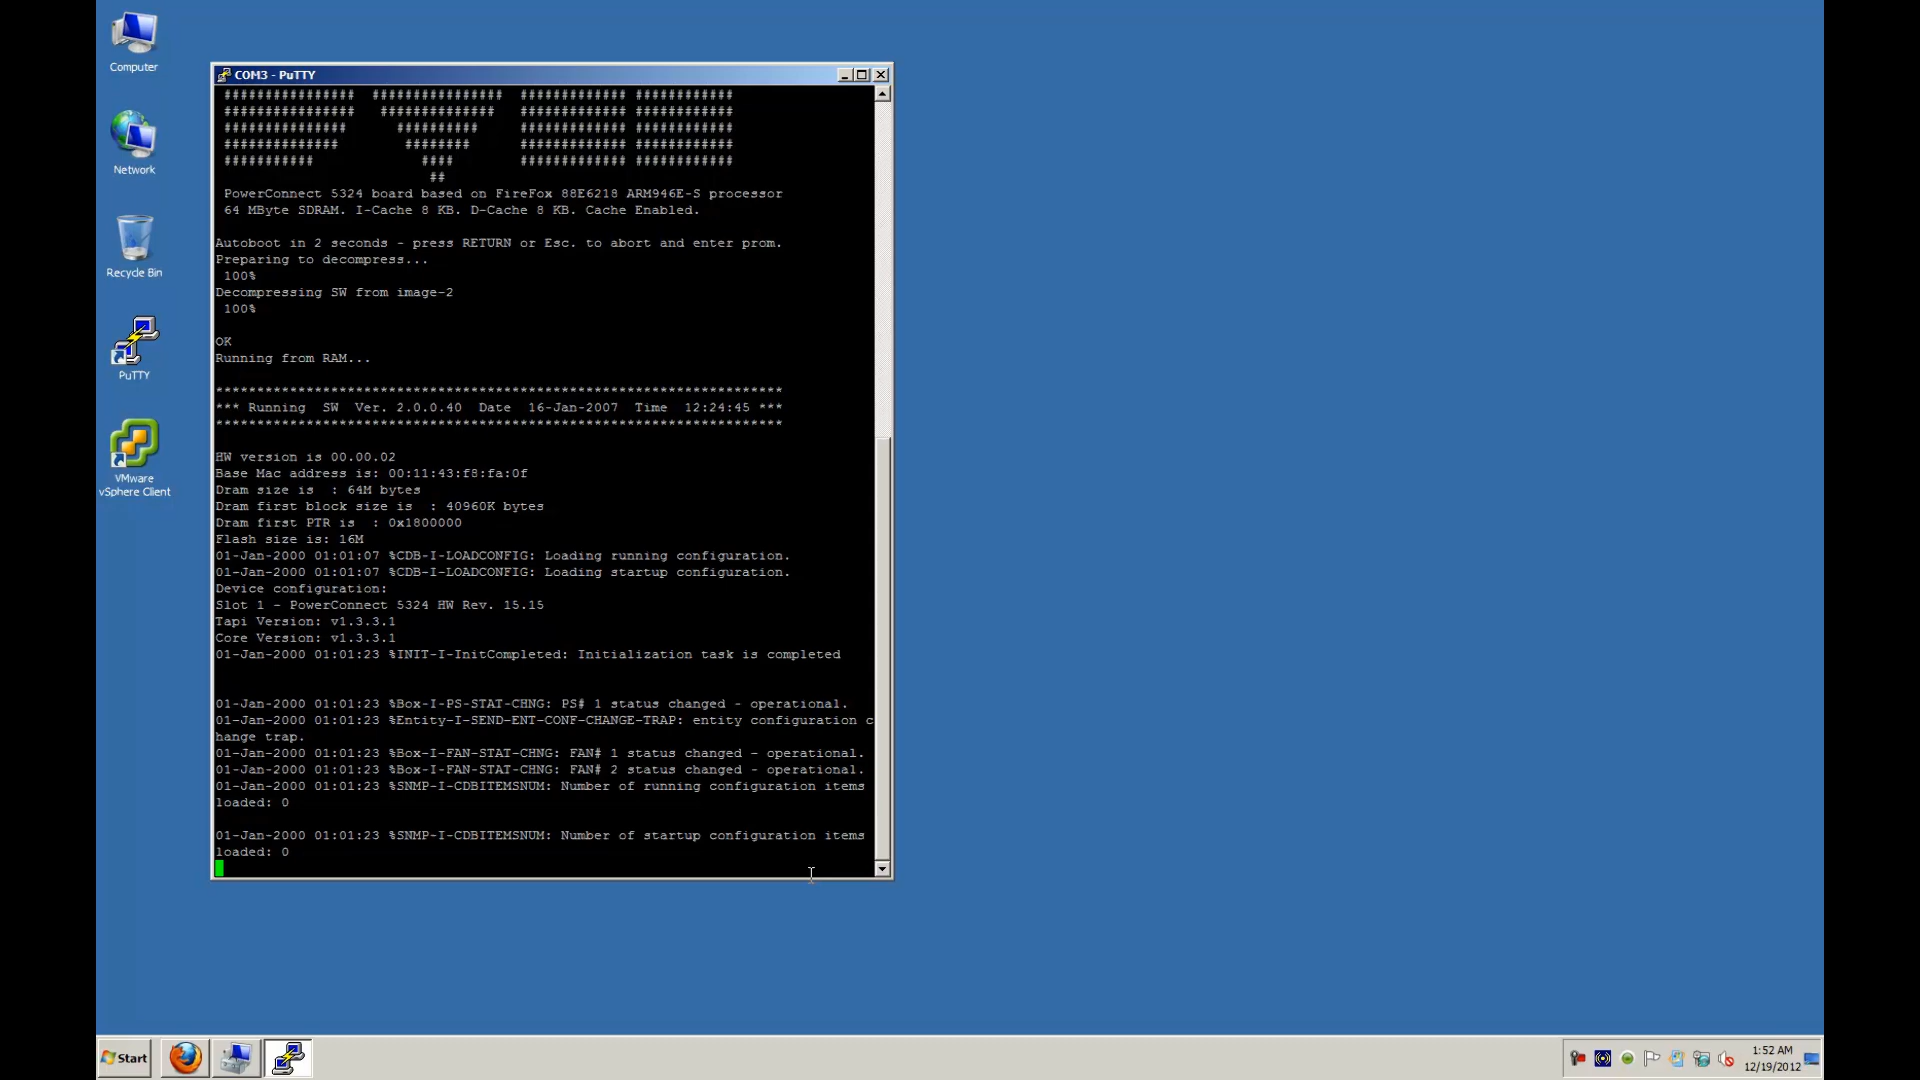 Computer
Network
Recycle Bin
PuTTY
VMware
vSphere Client
COM3 - PuTTY
################  ################  ############# ############
################   ##############   ############# ############
###############      ##########     ############# ############
##############        ########      ############# ############
###########             ####        ############# ############
##
PowerConnect 5324 board based on FireFox 88E6218 ARM946E-S processor
64 MByte SDRAM. I-Cache 8 KB. D-Cache 8 KB. Cache Enabled.
Autoboot in 2 seconds - press RETURN or Esc. to abort and enter prom.
Preparing to decompress...
100%
Decompressing SW from image-2
100%
OK
Running from RAM...
*********************************************************************
*** Running  SW  Ver. 2.0.0.40  Date  16-Jan-2007  Time  12:24:45 ***
*********************************************************************
HW version is 00.00.02
Base Mac address is: 00:11:43:f8:fa:0f
Dram size is  : 64M bytes
Dram first block size is  : 40960K bytes
Dram first PTR is  : 0x1800000
Flash size is: 16M
01-Jan-2000 01:01:07 %CDB-I-LOADCONFIG: Loading running configuration.
01-Jan-2000 01:01:07 %CDB-I-LOADCONFIG: Loading startup configuration.
Device configuration:
Slot 1 - PowerConnect 5324 HW Rev. 15.15
Tapi Version: v1.3.3.1
Core Version: v1.3.3.1
01-Jan-2000 01:01:23 %INIT-I-InitCompleted: Initialization task is completed
01-Jan-2000 01:01:23 %Box-I-PS-STAT-CHNG: PS# 1 status changed - operational.
01-Jan-2000 01:01:23 %Entity-I-SEND-ENT-CONF-CHANGE-TRAP: entity configuration c
hange trap.
01-Jan-2000 01:01:23 %Box-I-FAN-STAT-CHNG: FAN# 1 status changed - operational.
01-Jan-2000 01:01:23 %Box-I-FAN-STAT-CHNG: FAN# 2 status changed - operational.
01-Jan-2000 01:01:23 %SNMP-I-CDBITEMSNUM: Number of running configuration items
loaded: 0
01-Jan-2000 01:01:23 %SNMP-I-CDBITEMSNUM: Number of startup configuration items
loaded: 0
Start
1:52 AM
12/19/2012